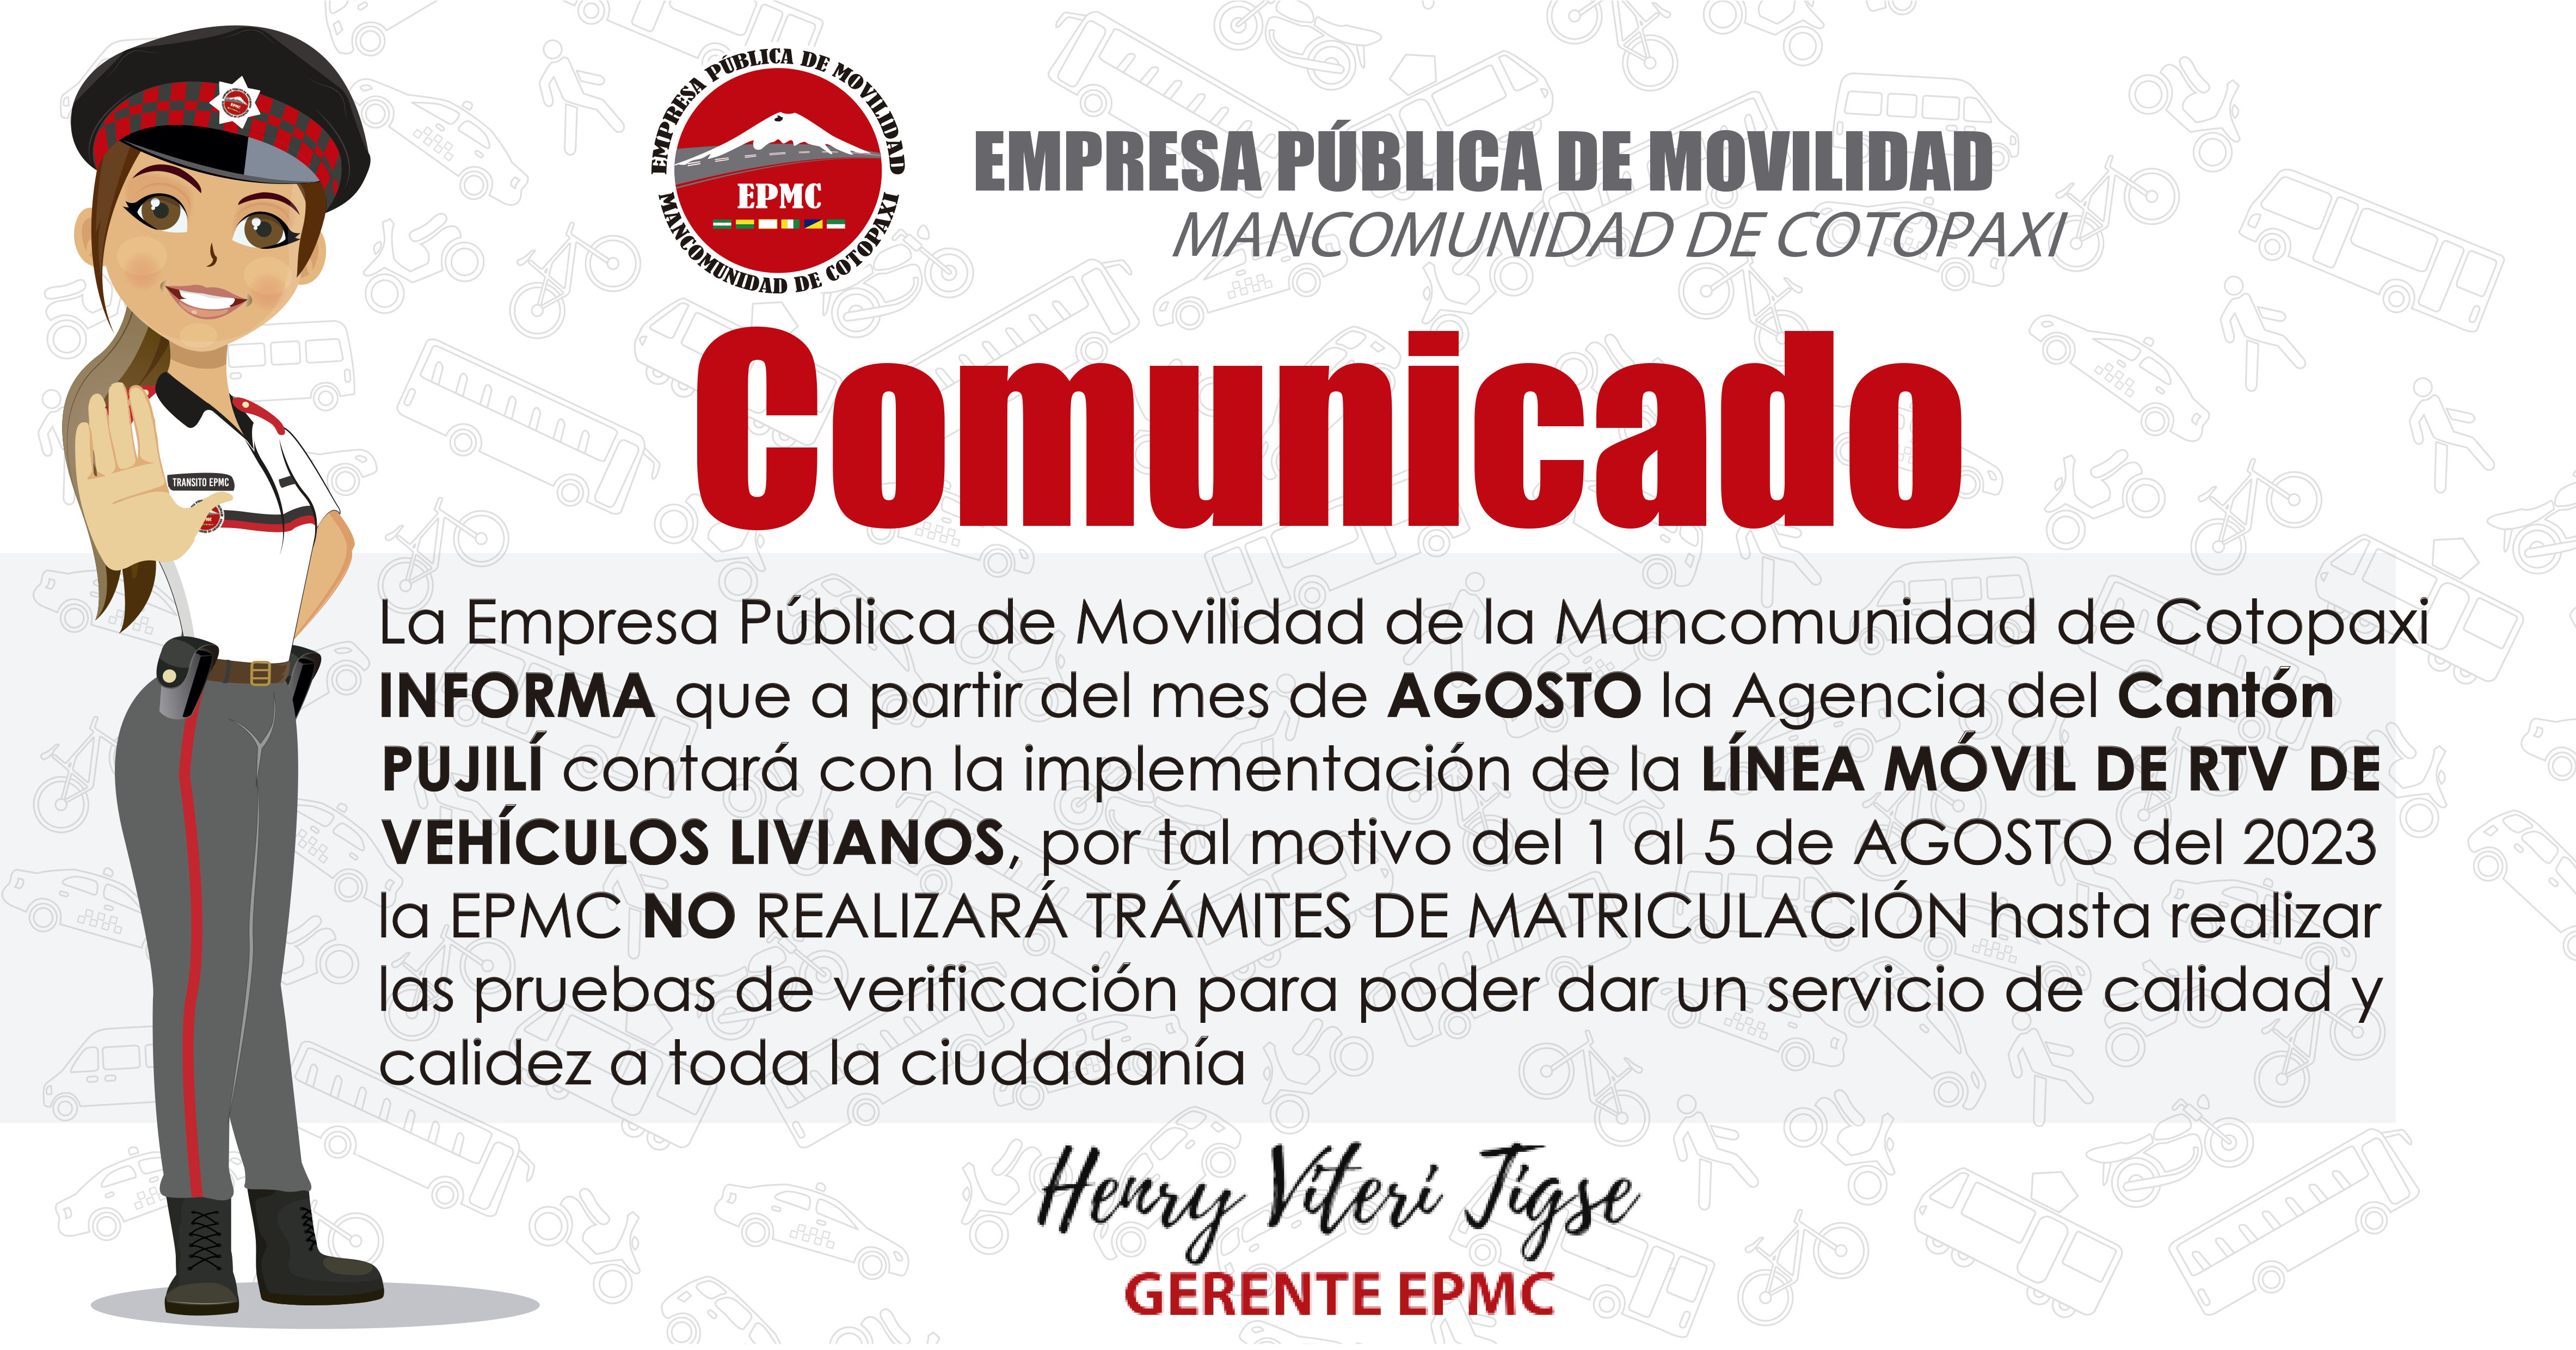 EMPRESA PÚBLICA DE MOVILIDAD
MANCOMUNIDAD DE COTOPAXI
EPMC
EMPRESA PÚBLICA DE MOVILIDAD
MANCOMUNIDAD DE COTOPAXI
Comunicado
TRANSITO EPMC
La Empresa Pública de Movilidad de la Mancomunidad de Cotopaxi
INFORMA que a partir del mes de AGOSTO la Agencia del Cantón
PUJILÍ contará con la implementación de la LÍNEA MÓVIL DE RTV DE
VEHÍCULOS LIVIANOS, por tal motivo del 1 al 5 de AGOSTO del 2023
la EPMC NO REALIZARÁ TRÁMITES DE MATRICULACIÓN hasta realizar
las pruebas de verificación para poder dar un servicio de calidad y
calidez a toda la ciudadanía
Henry Viteri Tigse
GERENTE EPMC